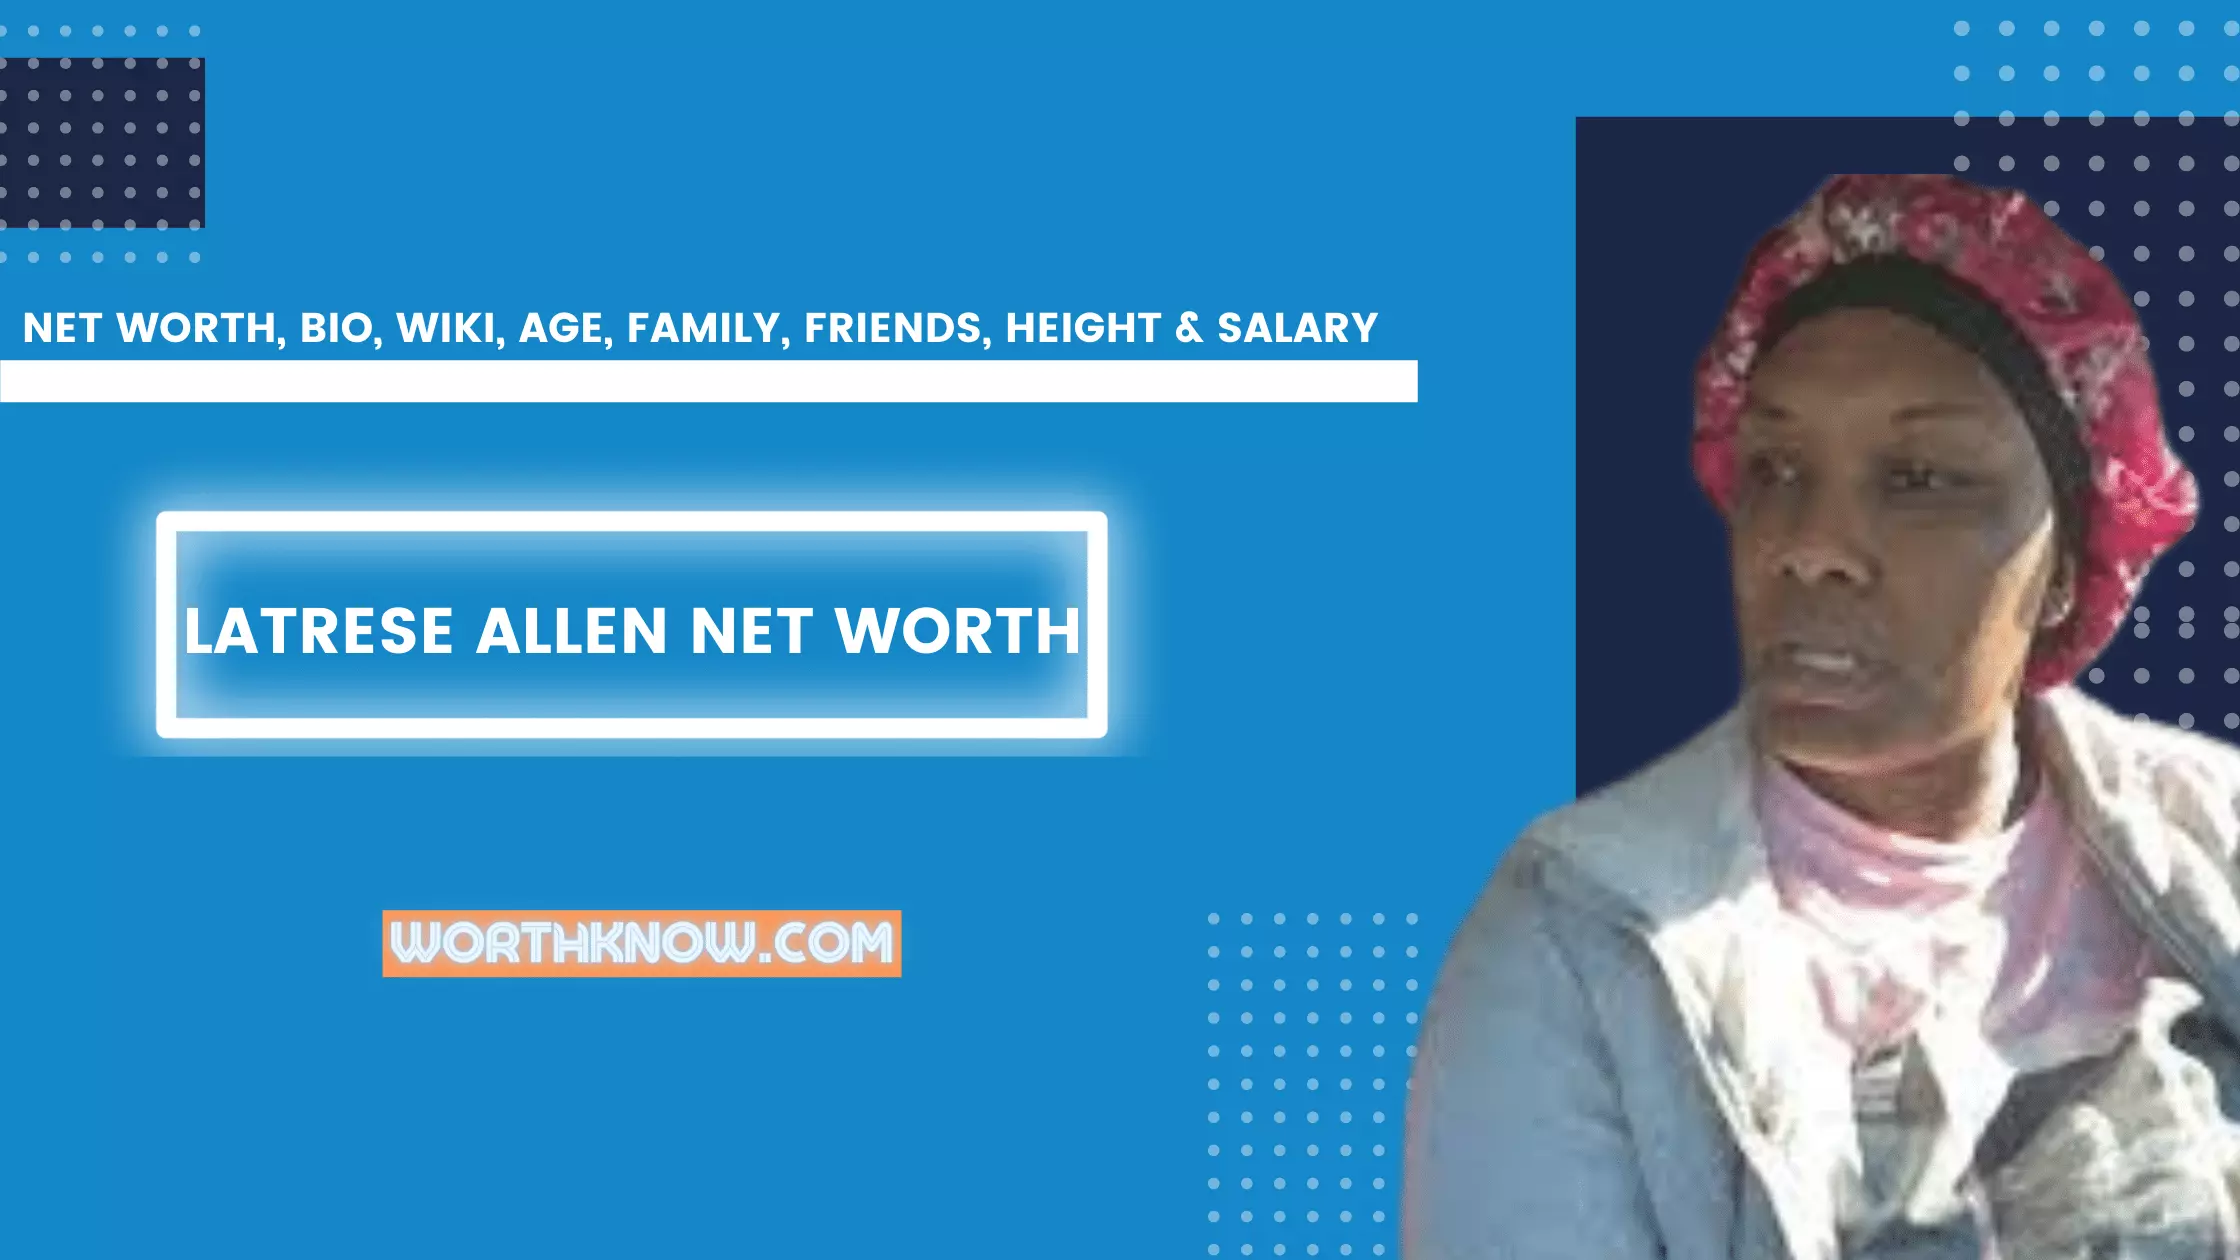 NET WORTH, BIO, WIKI, AGE, FAMILY, FRIENDS, HEIGHT & SALARY
LATRESE ALLEN NET WORTH
WORTHKNOW.COM